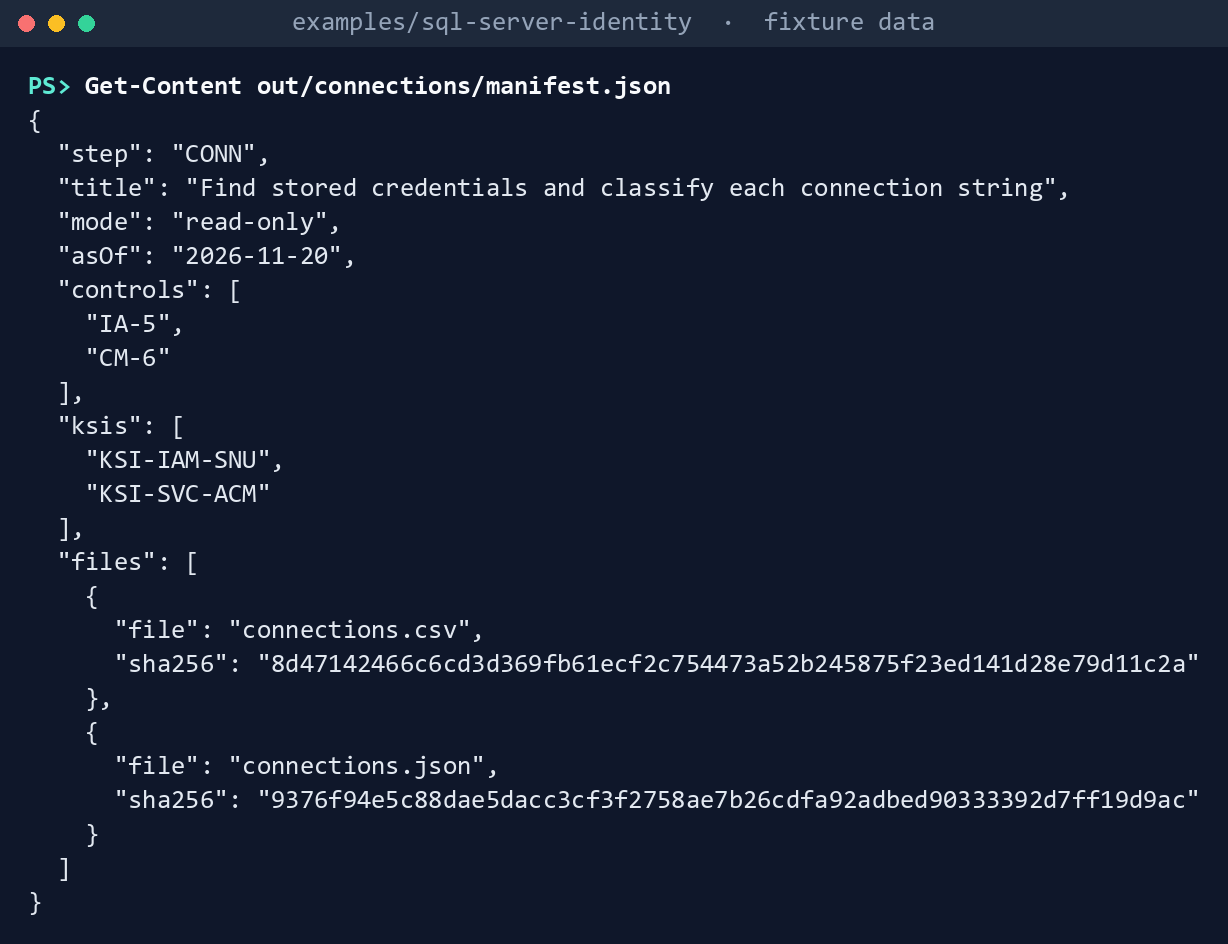 examples/sql-server-identity · fixture data
PS> Get-Content out/connections/manifest.json
{
  "step": "CONN",
  "title": "Find stored credentials and classify each connection string",
  "mode": "read-only",
  "asOf": "2026-11-20",
  "controls": [
    "IA-5",
    "CM-6"
  ],
  "ksis": [
    "KSI-IAM-SNU",
    "KSI-SVC-ACM"
  ],
  "files": [
    {
      "file": "connections.csv",
      "sha256": "8d47142466c6cd3d369fb61ecf2c754473a52b245875f23ed141d28e79d11c2a"
    },
    {
      "file": "connections.json",
      "sha256": "9376f94e5c88dae5dacc3cf3f2758ae7b26cdfa92adbed90333392d7ff19d9ac"
    }
  ]
}